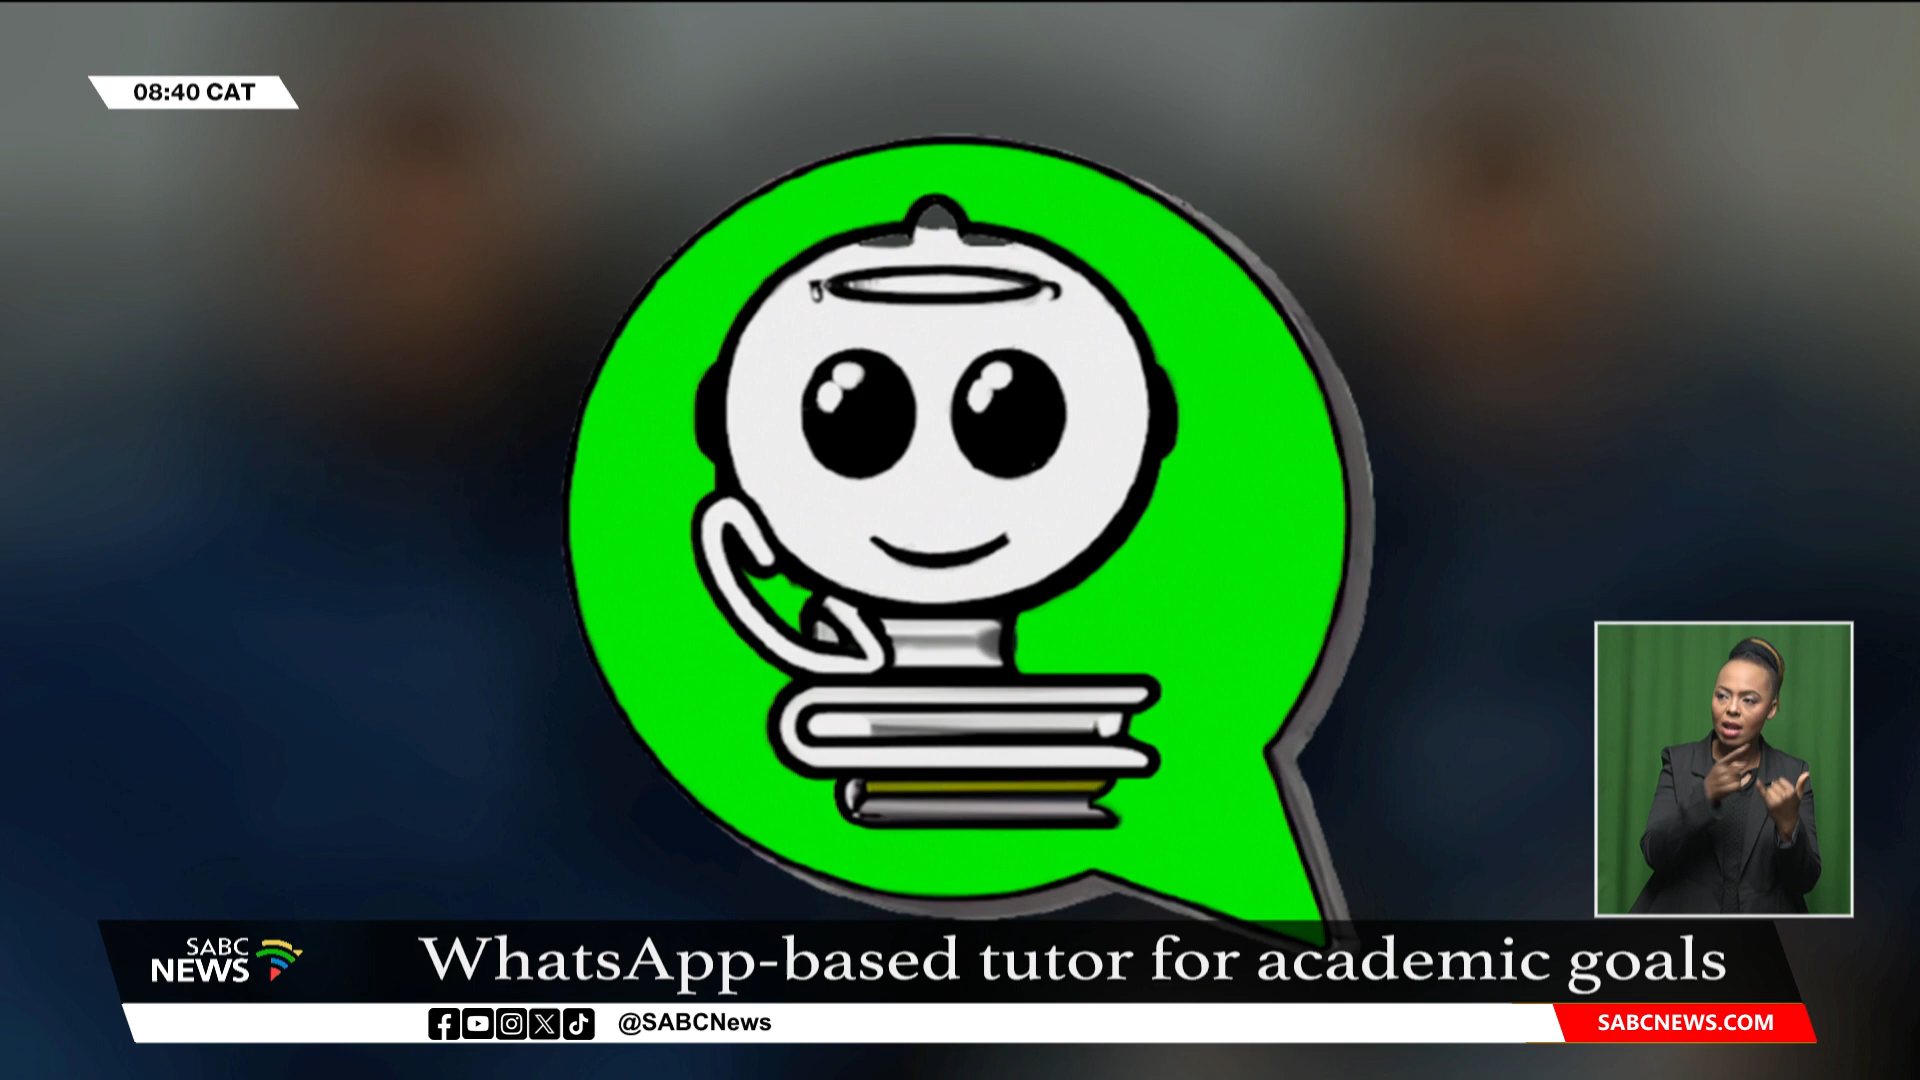 08:40 CAT
SABC
NEWS
WhatsApp-based tutor for academic goals
@SABCNews
SABCNEWS.COM